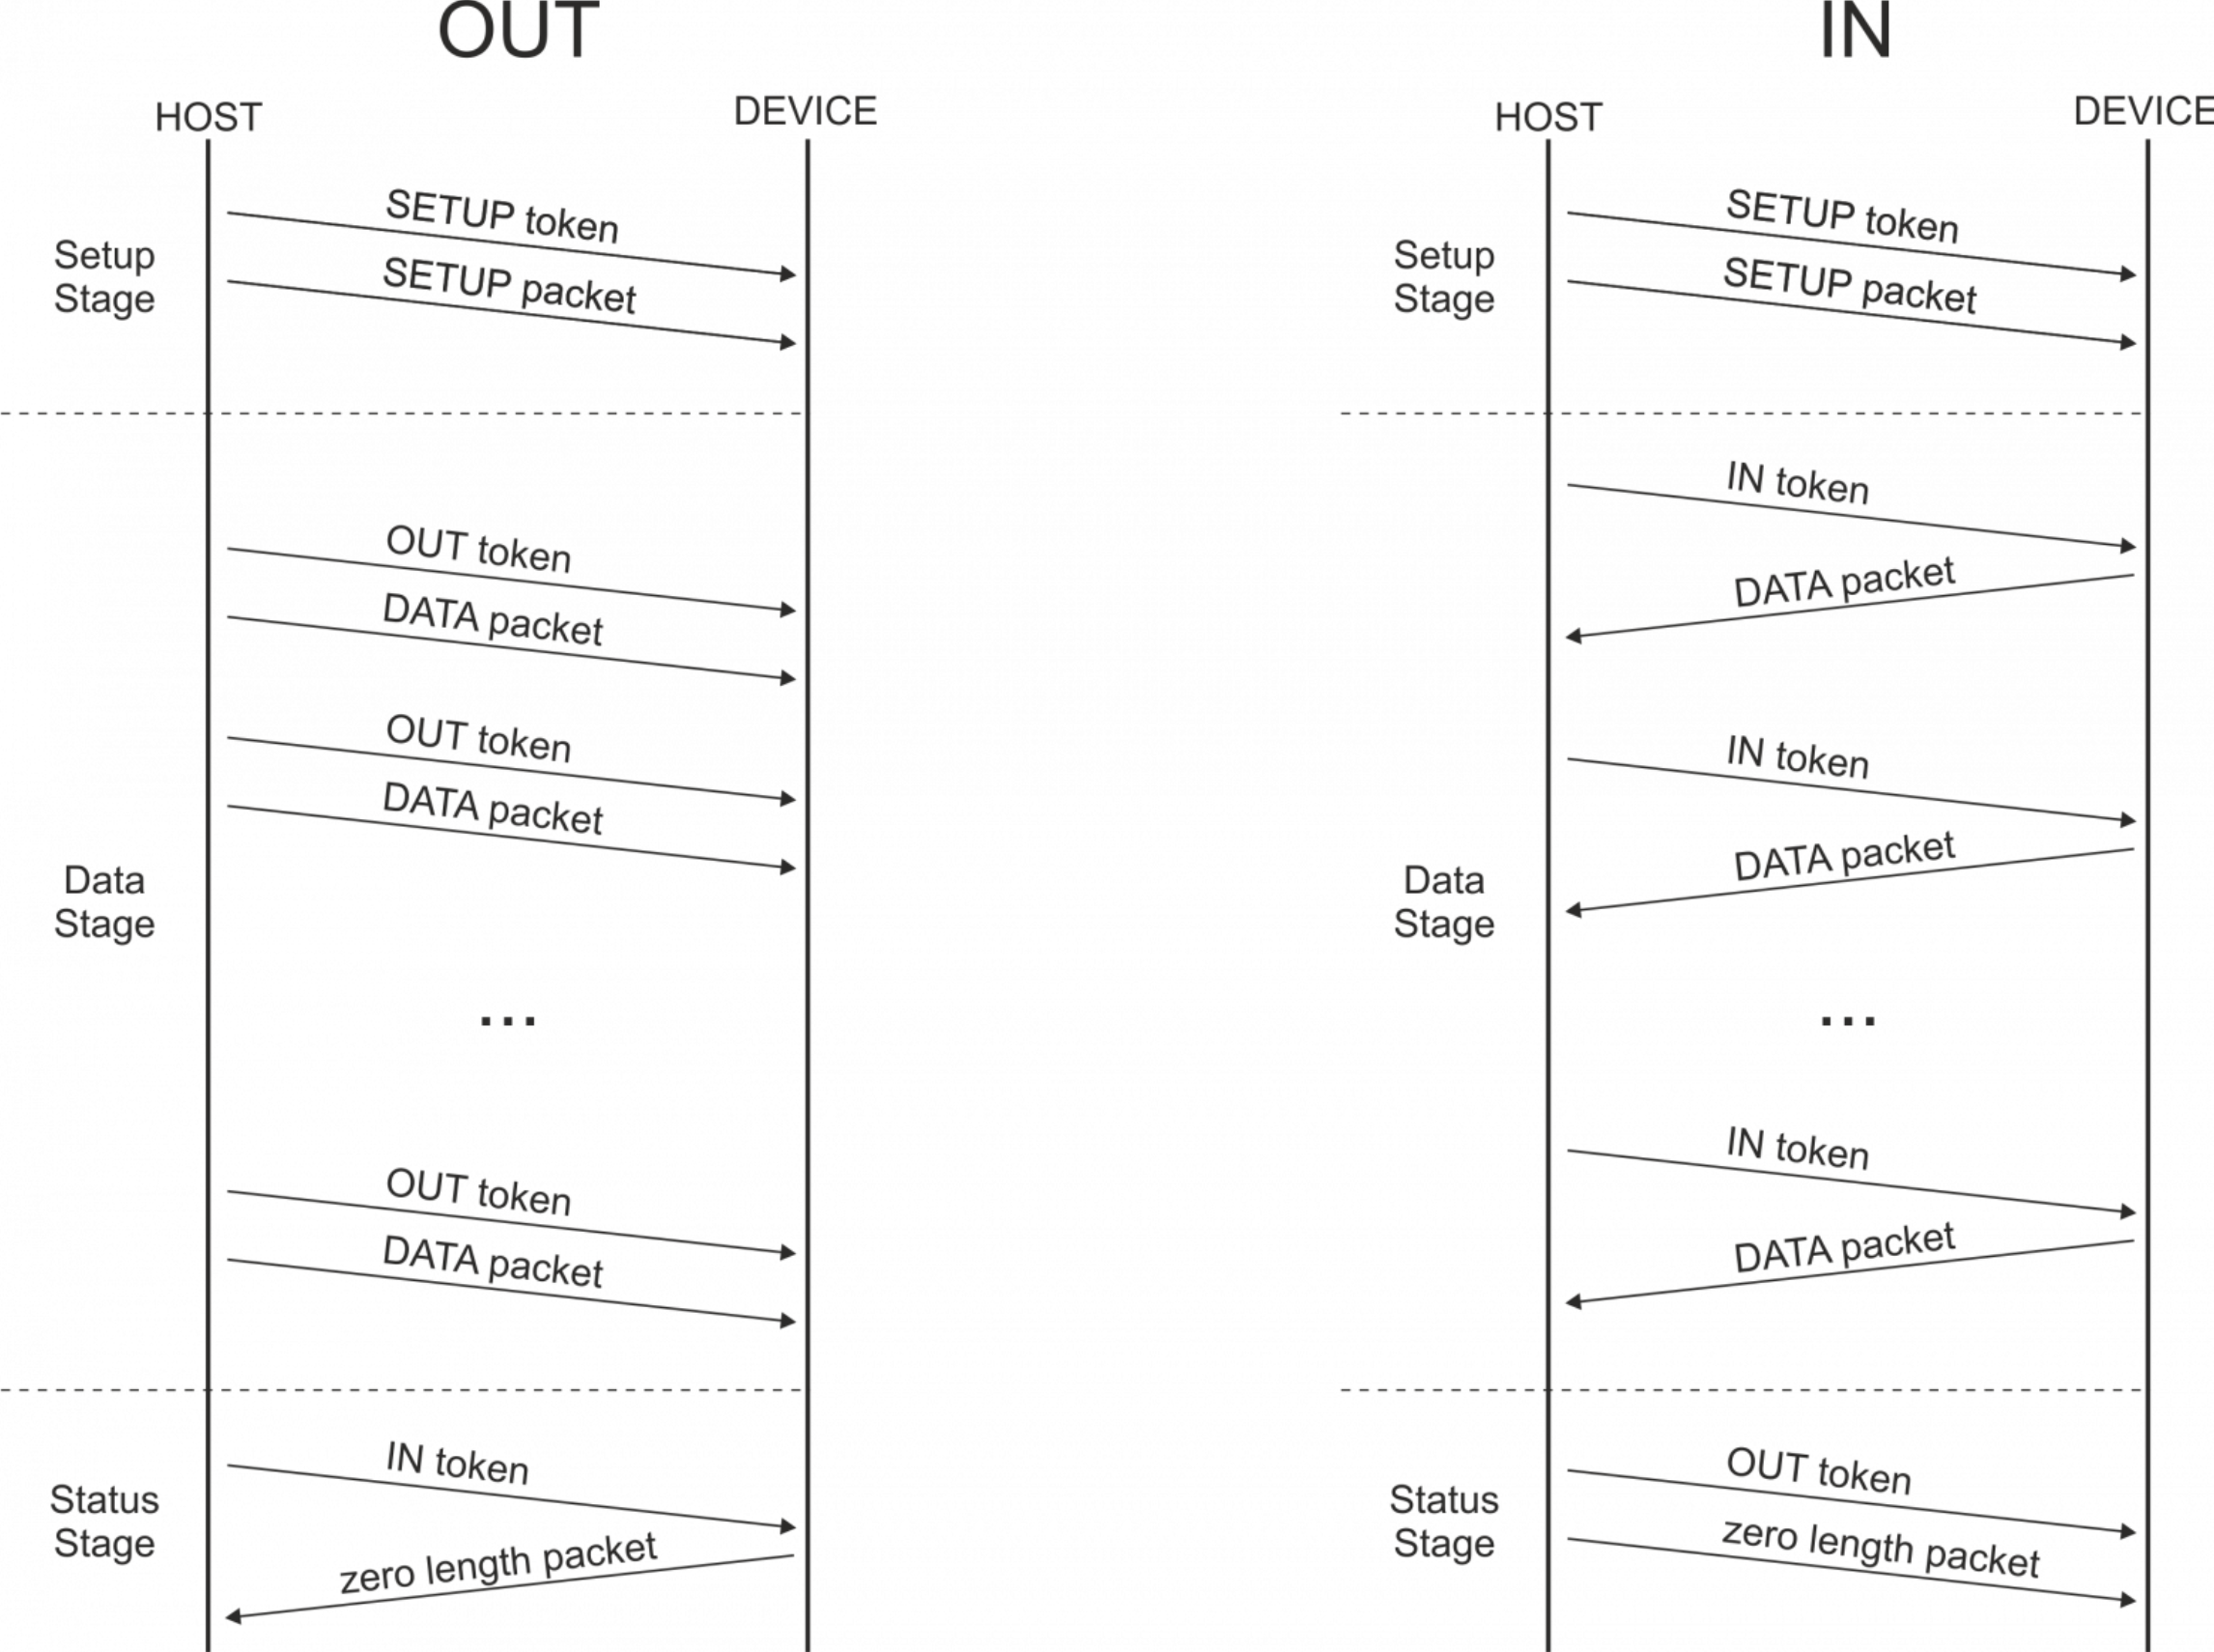 OUT
HOST
DEVICE
Setup
Stage
SETUP token
SETUP packet
Data
Stage
OUT token
DATA packet
OUT token
DATA packet
...
OUT token
DATA packet
Status
Stage
IN token
zero length packet
IN
HOST
DEVICE
Setup
Stage
SETUP token
SETUP packet
Data
Stage
IN token
DATA packet
IN token
DATA packet
...
IN token
DATA packet
Status
Stage
OUT token
zero length packet